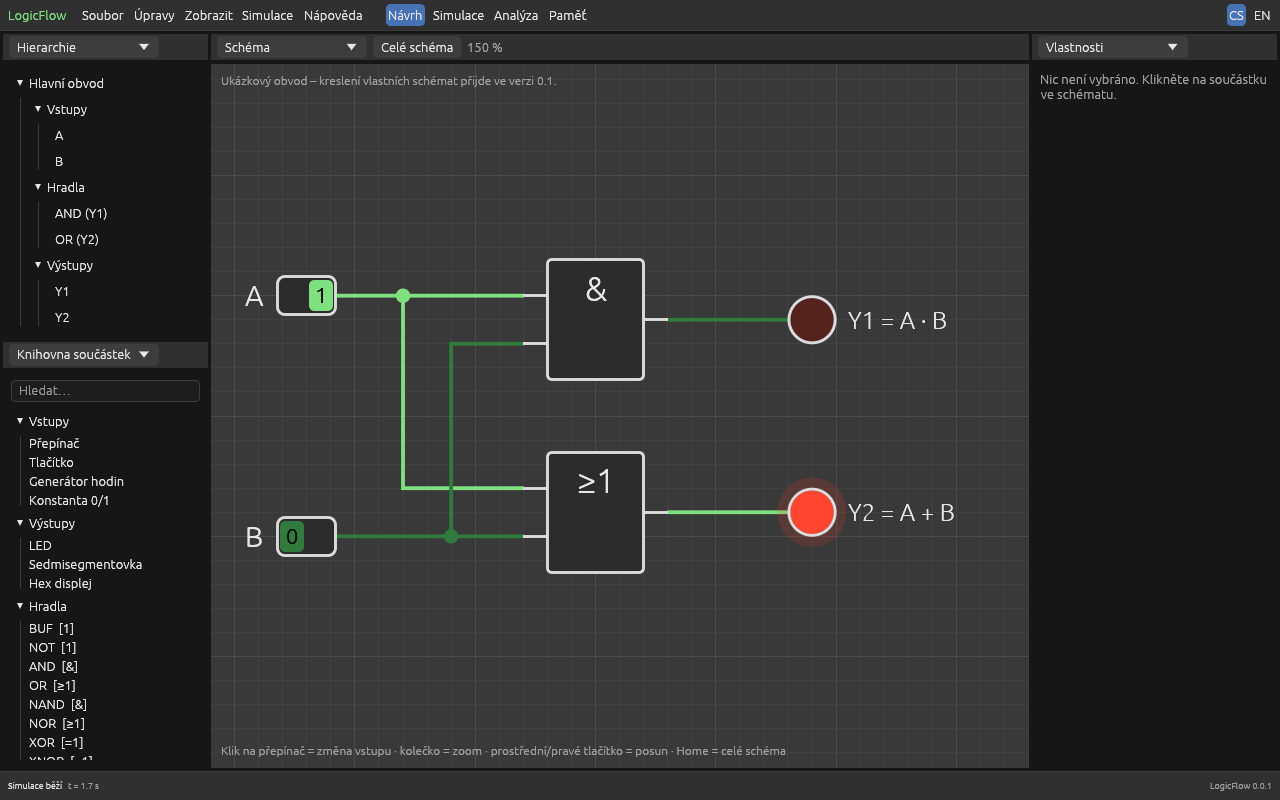 LogicFlow Soubor Úpravy Zobrazit Simulace Nápověda Návrh Simulace Analýza Paměť CS EN
Hierarchie
Hlavní obvod
Vstupy
A
B
Hradla
AND (Y1)
OR (Y2)
Výstupy
Y1
Y2
Knihovna součástek
Hledat…
Vstupy
Přepínač
Tlačítko
Generátor hodin
Konstanta 0/1
Výstupy
LED
Sedmisegmentovka
Hex displej
Hradla
BUF [1]
NOT [1]
AND [&]
OR [≥1]
NAND [&]
NOR [≥1]
XOR [=1]
Schéma Celé schéma 150 %
Ukázkový obvod – kreslení vlastních schémat přijde ve verzi 0.1.
A 1
&
Y1 = A · B
B 0
≥1
Y2 = A + B
Klik na přepínač = změna vstupu · kolečko = zoom · prostřední/pravé tlačítko = posun · Home = celé schéma
Vlastnosti
Nic není vybráno. Klikněte na součástku
ve schématu.
Simulace běží t = 1.7 s
LogicFlow 0.0.1